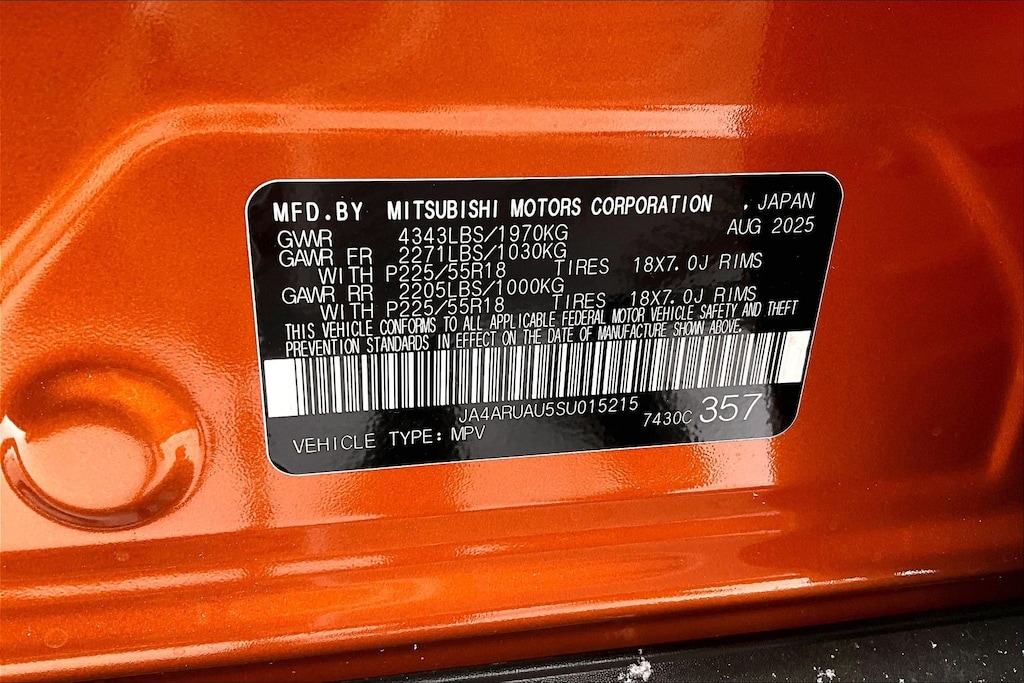 MFD.BY MITSUBISHI MOTORS CORPORATION , JAPAN
AUG 2025
GVWR 4343LBS/1970KG
GAWR FR 2271LBS/1030KG
WITH P225/55R18 TIRES 18X7.0J RIMS
GAWR RR 2205LBS/1000KG
WITH P225/55R18 TIRES 18X7.0J RIMS
THIS VEHICLE CONFORMS TO ALL APPLICABLE FEDERAL MOTOR VEHICLE SAFETY AND THEFT
PREVENTION STANDARDS IN EFFECT ON THE DATE OF MANUFACTURE SHOWN ABOVE.
JA4ARUAU5SU015215
VEHICLE TYPE: MPV 7430C 357